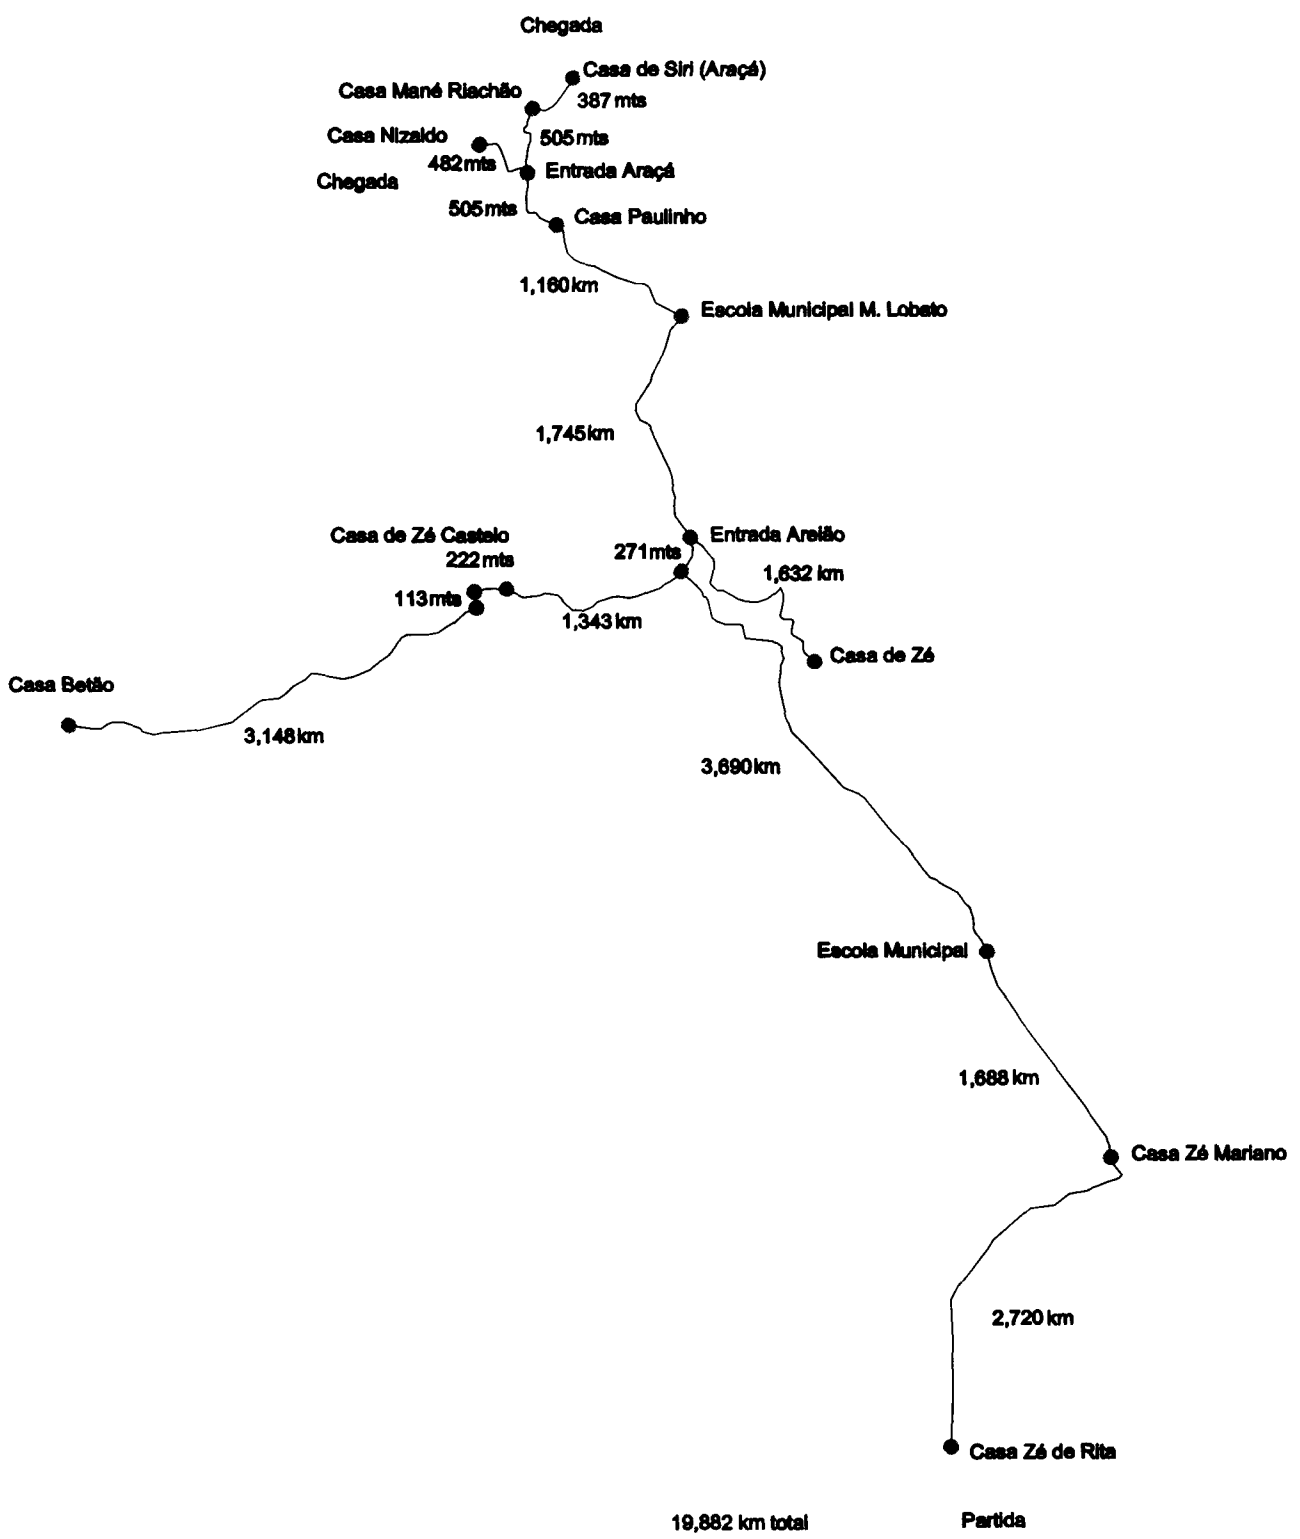 Chegada
Casa de Siri (Araçá)
Casa Mané Riachão
387 mts
Casa Nizaldo
505 mts
482 mts
Entrada Araçá
Chegada
505 mts
Casa Paulinho
1,160 km
Escola Municipal M. Lobato
1,745 km
Casa de Zé Castelo
Entrada Areião
222 mts
271 mts
1,632 km
113 mts
1,343 km
Casa de Zé
Casa Betão
3,148 km
3,690 km
Escola Municipal
1,688 km
Casa Zé Mariano
2,720 km
Casa Zé de Rita
19,882 km total
Partida